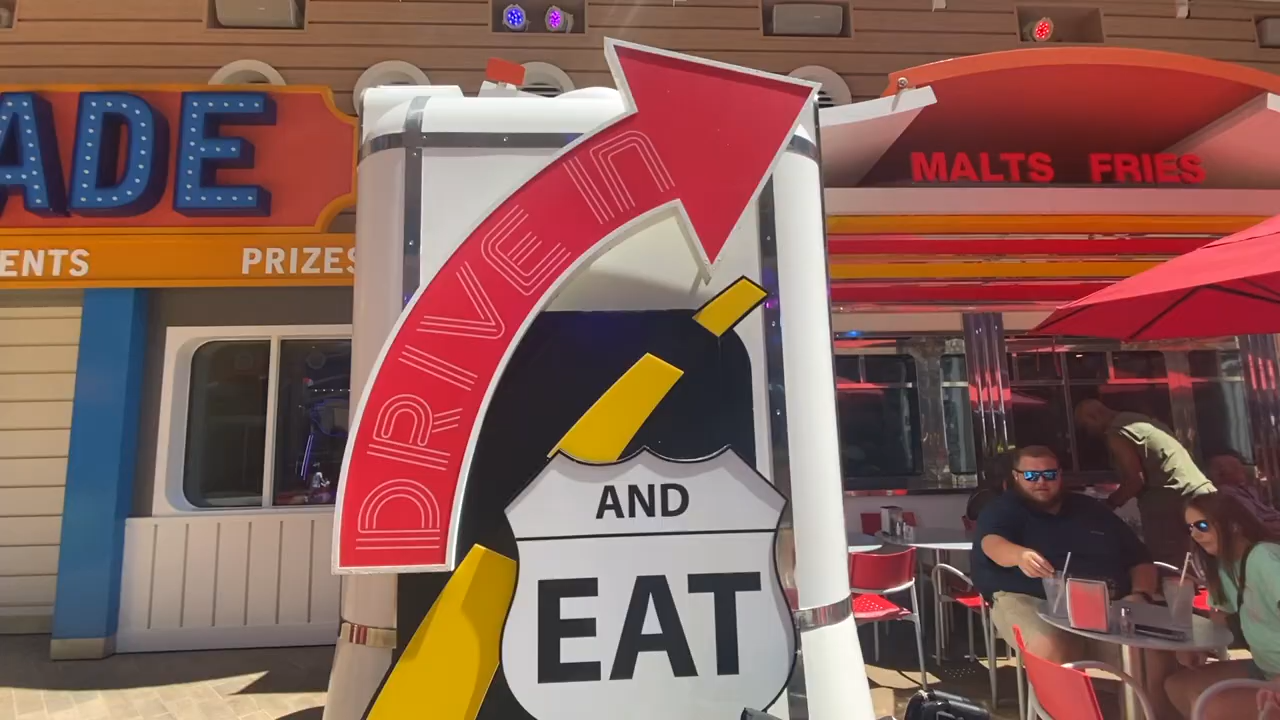 ADE
ENTS PRIZES
DRIVE IN
AND
EAT
MALTS FRIES